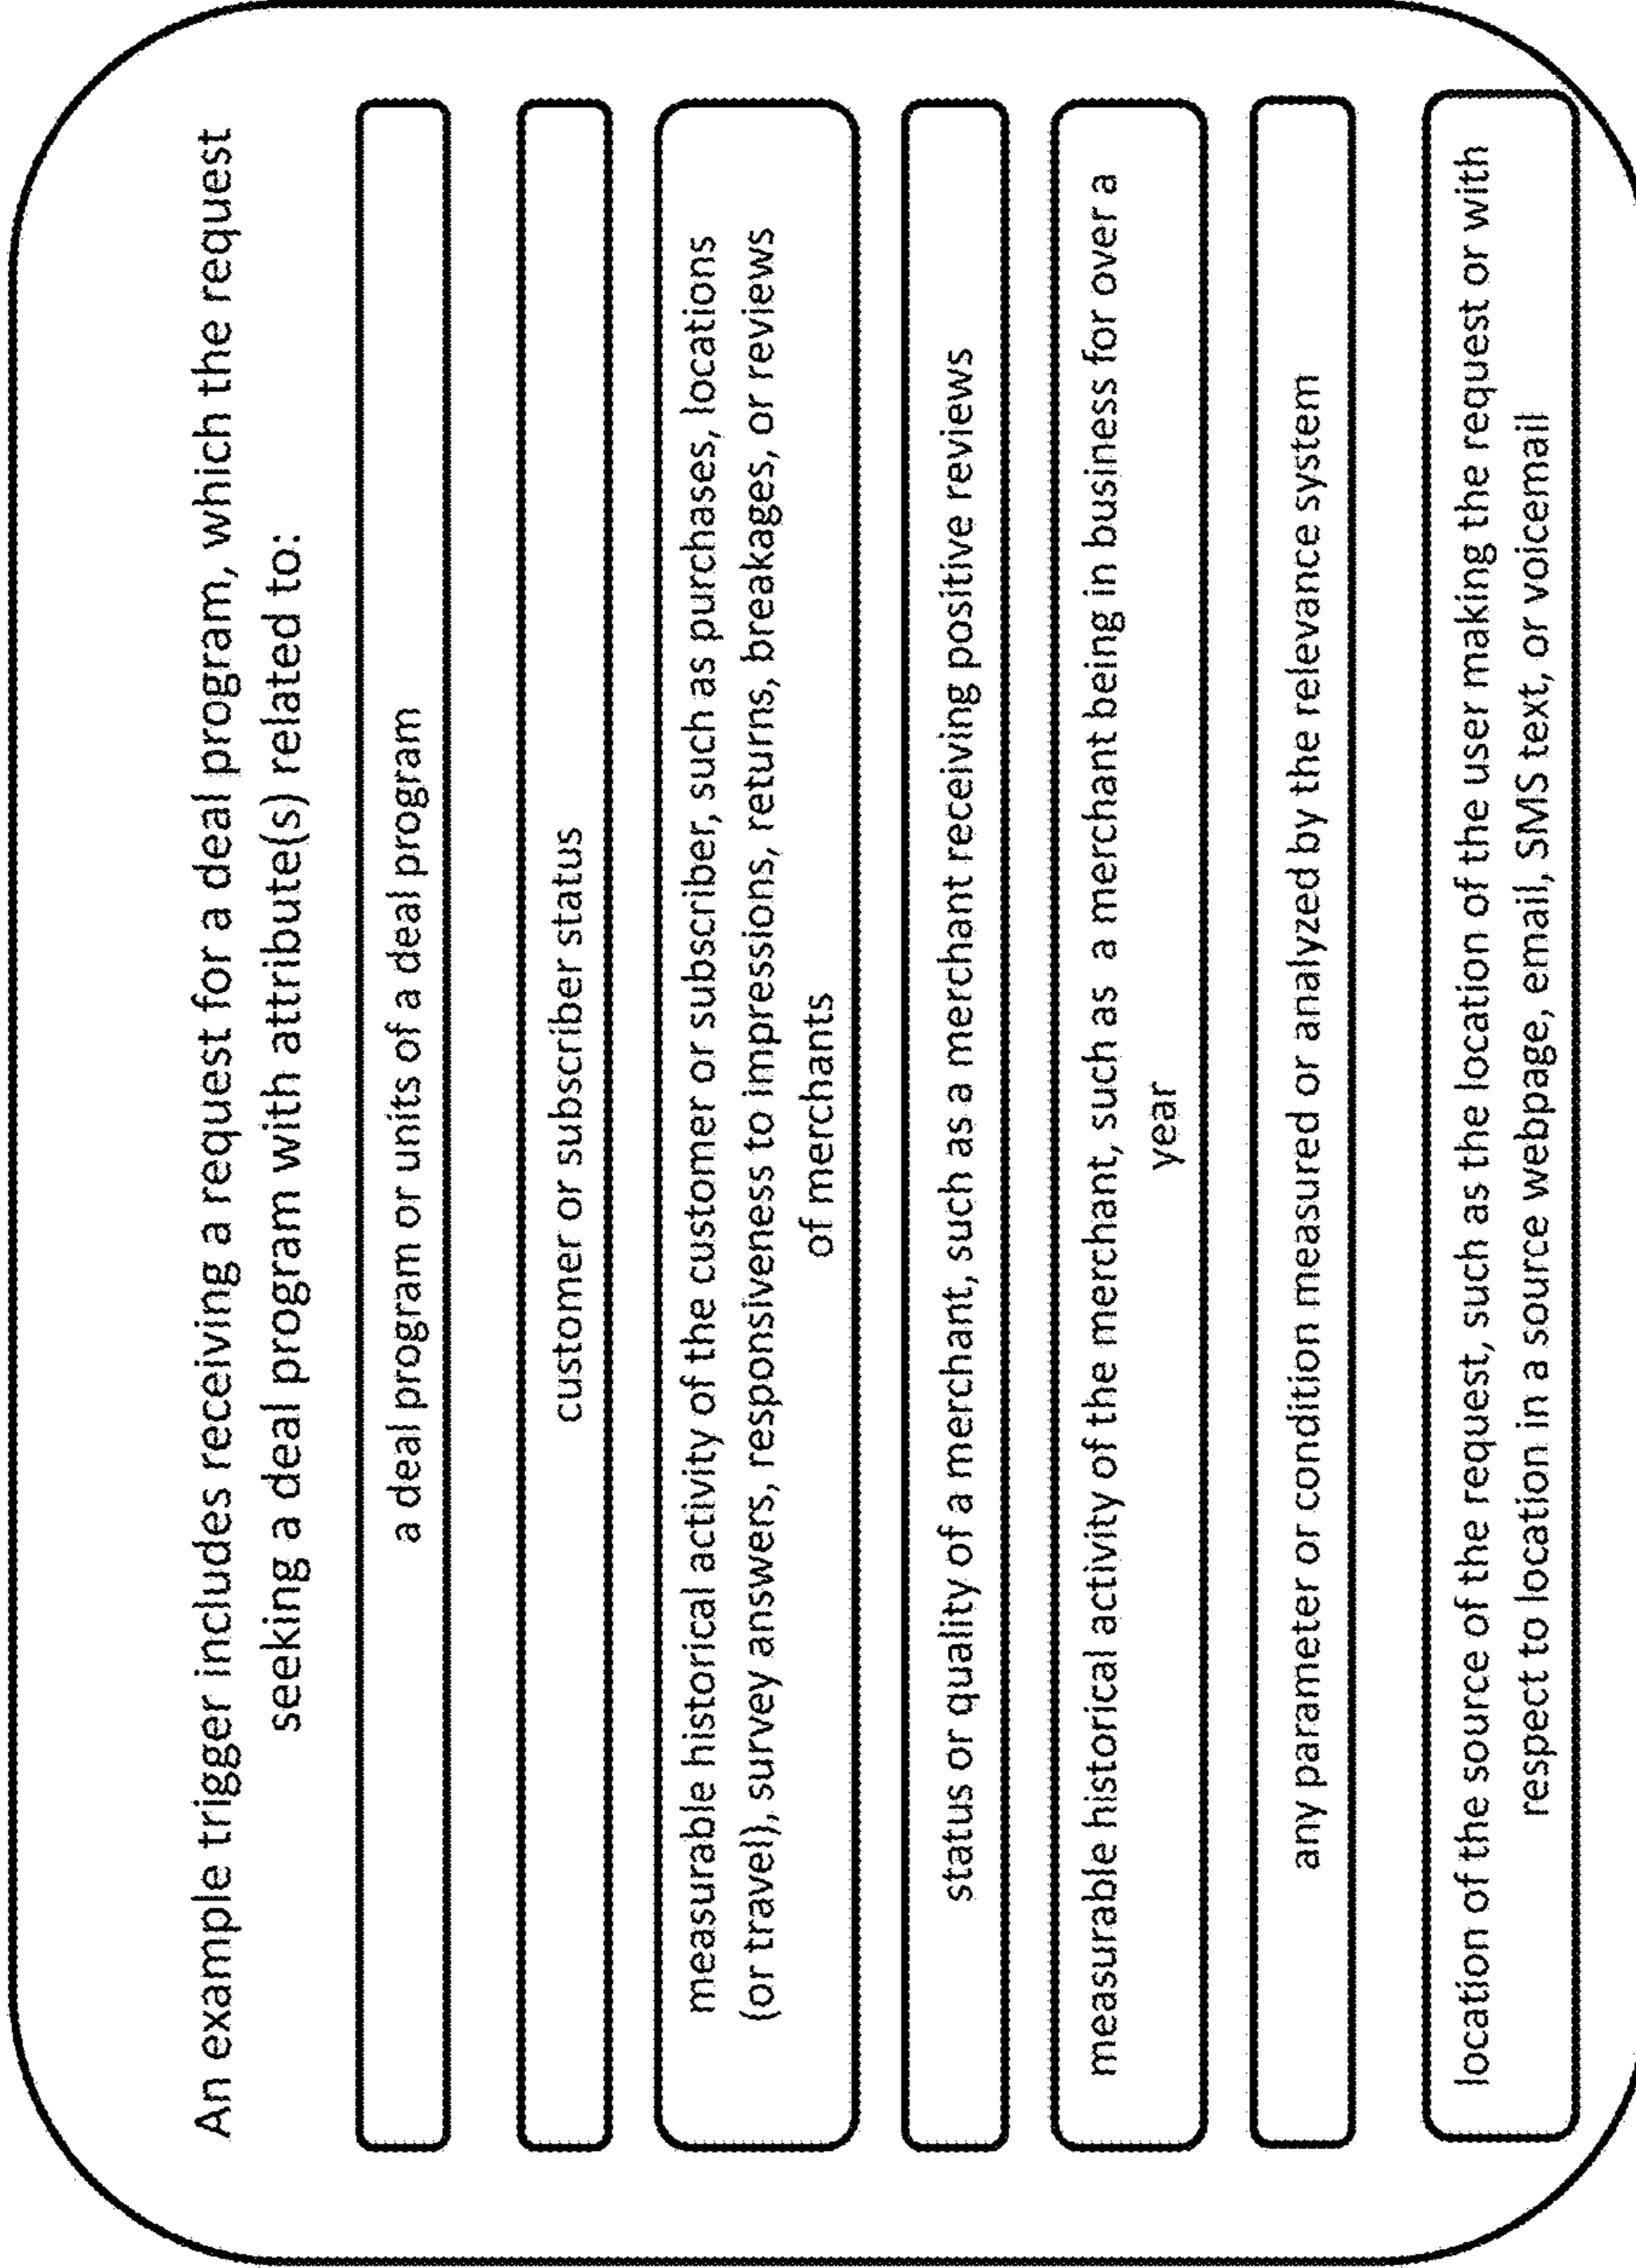 An example trigger includes receiving a request for a deal program, which the request
seeking a deal program with attribute(s) related to:
a deal program or units of a deal program
customer or subscriber status
measurable historical activity of the customer or subscriber, such as purchases, locations
(or travel), survey answers, responsiveness to impressions, returns, breakages, or reviews
of merchants
status or quality of a merchant, such as a merchant receiving positive reviews
measurable historical activity of the merchant, such as a merchant being in business for over a
year
any parameter or condition measured or analyzed by the relevance system
location of the source of the request, such as the location of the user making the request or with
respect to location in a source webpage, email, SMS text, or voicemail